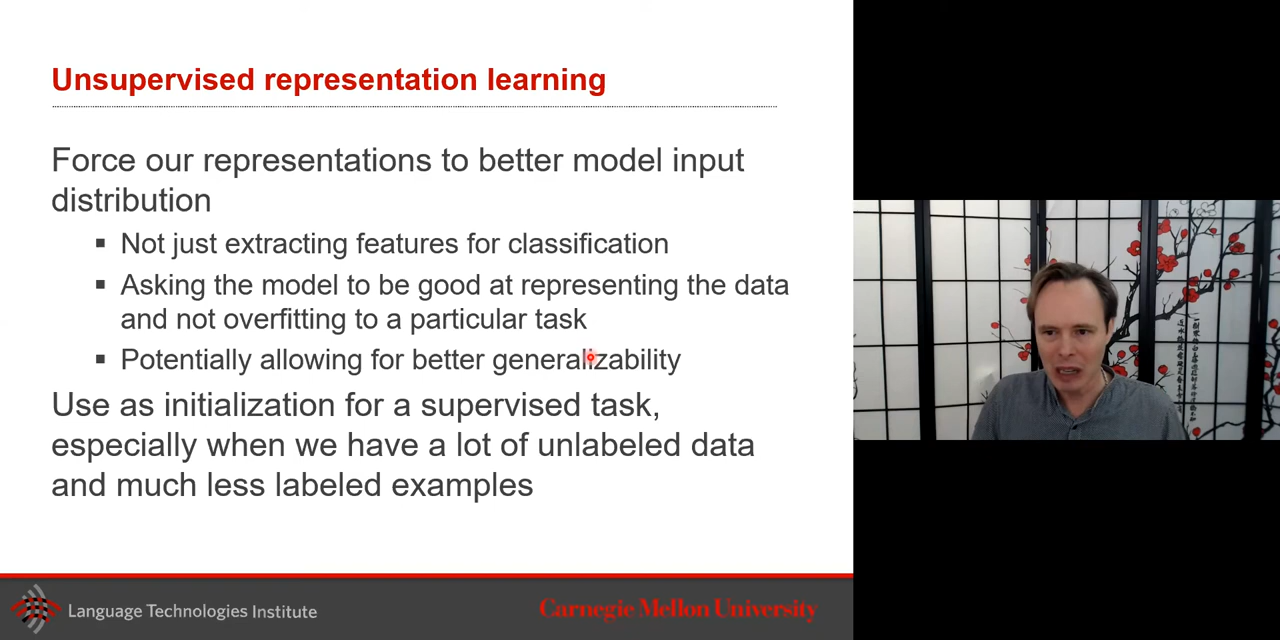 Unsupervised representation learning
Force our representations to better model input
distribution
▪ Not just extracting features for classification
▪ Asking the model to be good at representing the data
and not overfitting to a particular task
▪ Potentially allowing for better generalizability
Use as initialization for a supervised task,
especially when we have a lot of unlabeled data
and much less labeled examples
Language Technologies Institute
Carnegie Mellon University